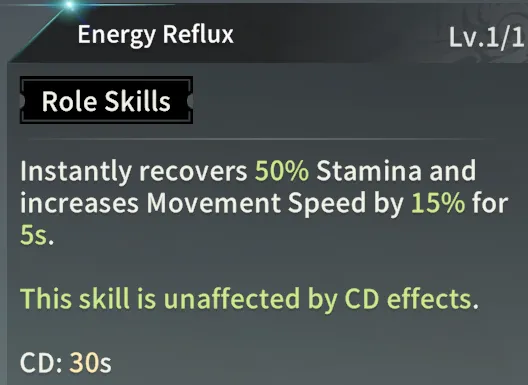 Energy Reflux
Lv.1/1
Role Skills
Instantly recovers 50% Stamina and
increases Movement Speed by 15% for
5s.
This skill is unaffected by CD effects.
CD: 30s